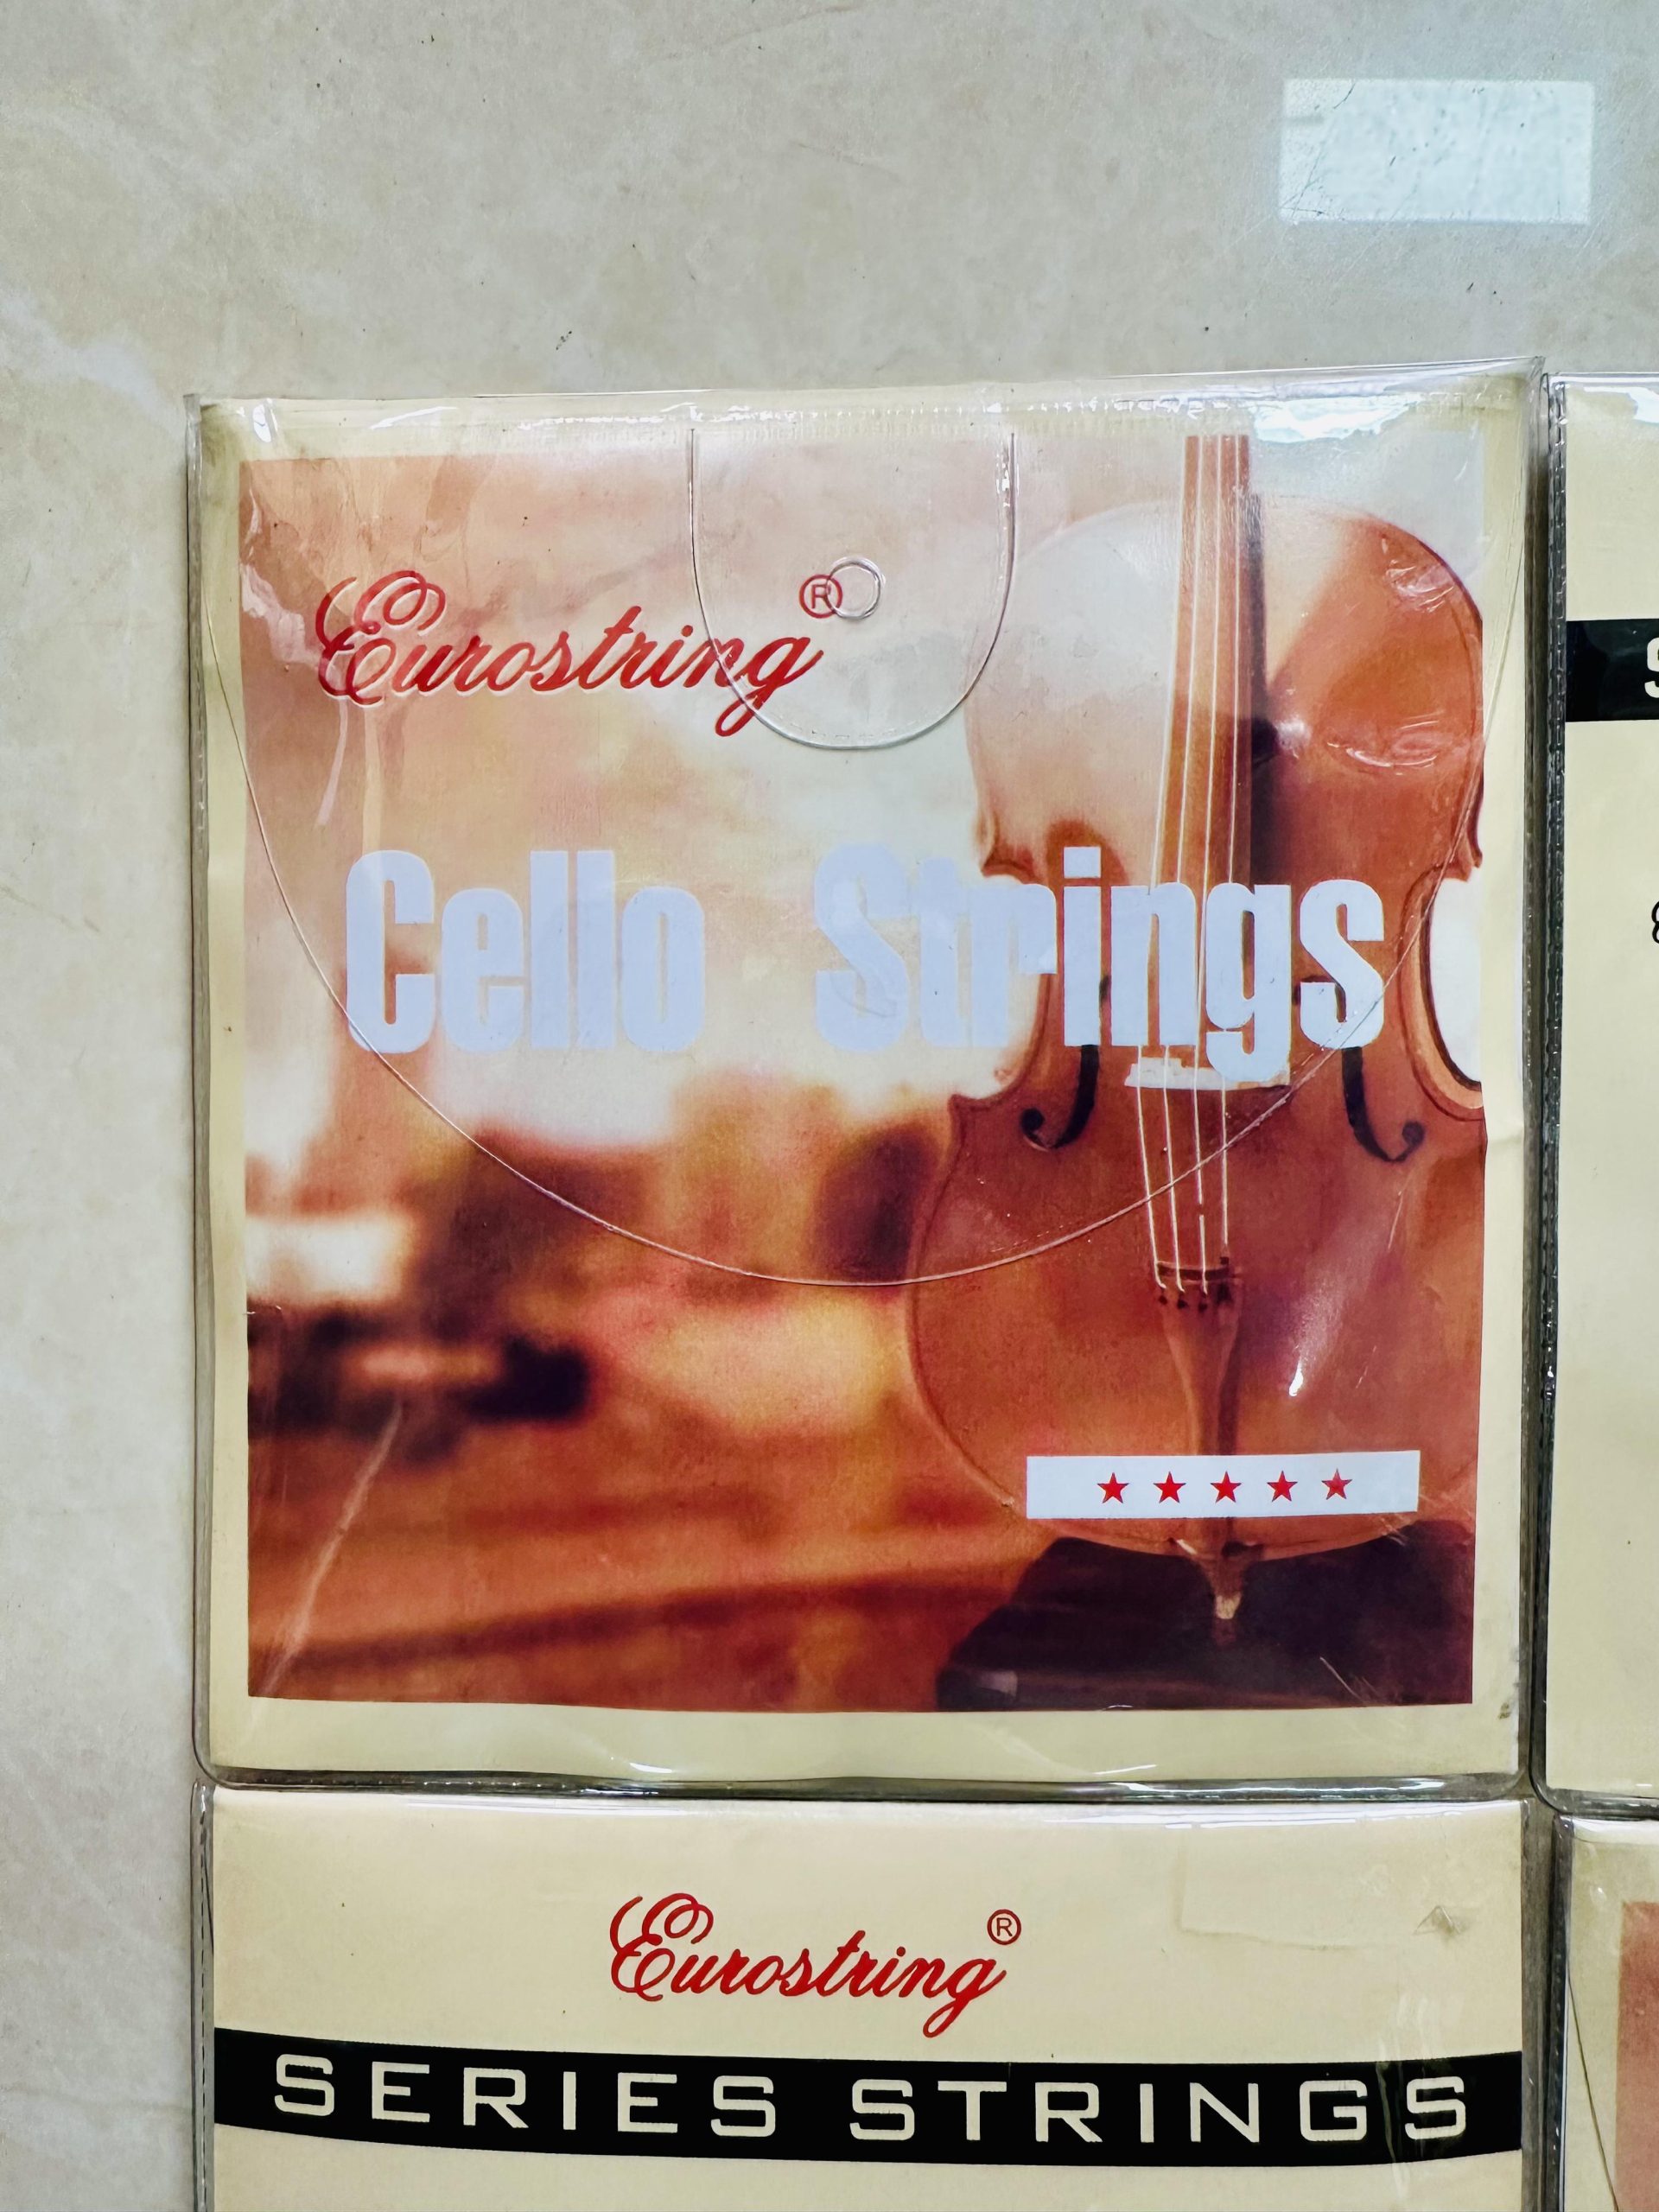 Eurostring®
Cello Strings
★★★★★
Eurostring®
SERIES STRINGS